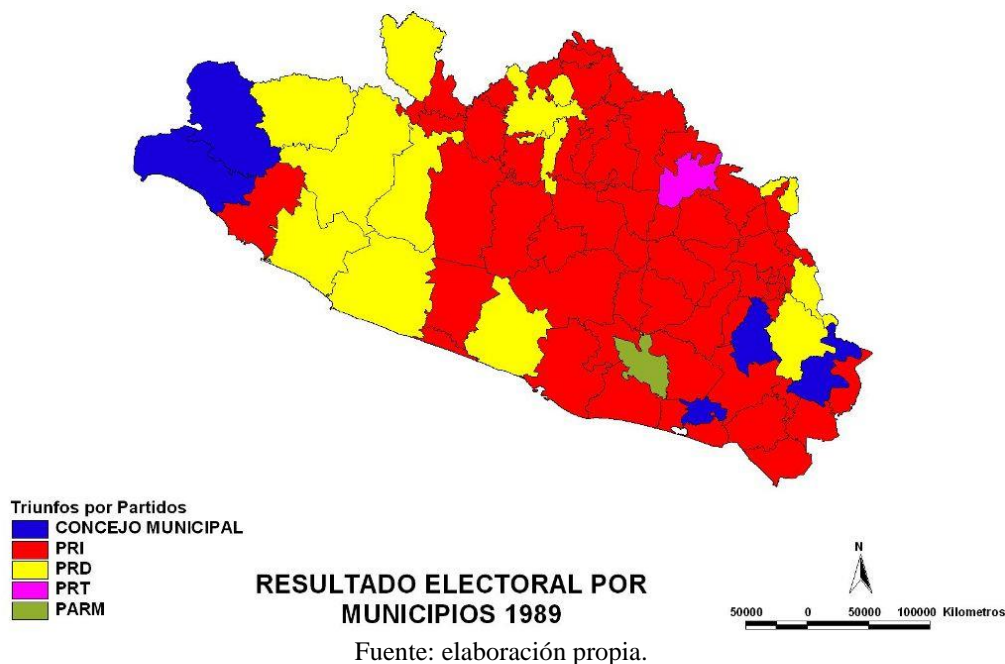 Triunfos por Partidos
CONCEJO MUNICIPAL
PRI
PRD
PRT
PARM
RESULTADO ELECTORAL POR
MUNICIPIOS 1989
N
50000 0 50000 100000 Kilometros
Fuente: elaboración propia.